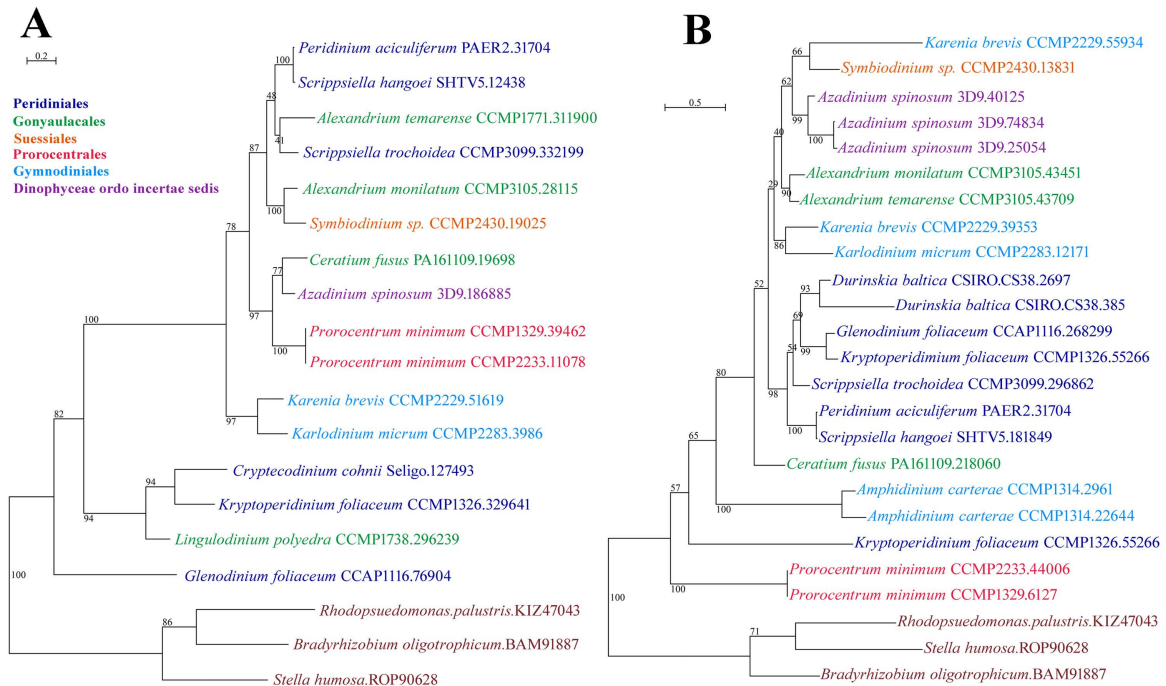 A
0.2
Peridiniales
Gonyaulacales
Suessiales
Prorocentrales
Gymnodiniales
Dinophyceae ordo incertae sedis
Peridinium aciculiferum PAER2.31704
100
Scrippsiella hangoei SHTV5.12438
48
Alexandrium temarense CCMP1771.311900
41
Scrippsiella trochoidea CCMP3099.332199
87
Alexandrium monilatum CCMP3105.28115
100
Symbiodinium sp. CCMP2430.19025
78
Ceratium fusus PA161109.19698
77
Azadinium spinosum 3D9.186885
97
Prorocentrum minimum CCMP1329.39462
100
Prorocentrum minimum CCMP2233.11078
100
Karenia brevis CCMP2229.51619
97
Karlodinium micrum CCMP2283.3986
82
Cryptecodinium cohnii Seligo.127493
94
Kryptoperidinium foliaceum CCMP1326.329641
94
Lingulodinium polyedra CCMP1738.296239
Glenodinium foliaceum CCAP1116.76904
100
Rhodopsuedomonas.palustris.KIZ47043
86
Bradyrhizobium oligotrophicum.BAM91887
Stella humosa.ROP90628
B
0.5
Karenia brevis CCMP2229.55934
66
Symbiodinium sp. CCMP2430.13831
62
Azadinium spinosum 3D9.40125
99
Azadinium spinosum 3D9.74834
100
Azadinium spinosum 3D9.25054
40
Alexandrium monilatum CCMP3105.43451
90
Alexandrium temarense CCMP3105.43709
29
Karenia brevis CCMP2229.39353
86
Karlodinium micrum CCMP2283.12171
52
Durinskia baltica CSIRO.CS38.2697
93
Durinskia baltica CSIRO.CS38.385
69
Glenodinium foliaceum CCAP1116.268299
99
Kryptoperidimium foliaceum CCMP1326.55266
54
Scrippsiella trochoidea CCMP3099.296862
98
Peridinium aciculiferum PAER2.31704
100
Scrippsiella hangoei SHTV5.181849
80
Ceratium fusus PA161109.218060
65
Amphidinium carterae CCMP1314.2961
100
Amphidinium carterae CCMP1314.22644
57
Kryptoperidinium foliaceum CCMP1326.55266
Prorocentrum minimum CCMP2233.44006
100
Prorocentrum minimum CCMP1329.6127
100
Rhodopsuedomonas.palustris.KIZ47043
71
Stella humosa.ROP90628
Bradyrhizobium oligotrophicum.BAM91887